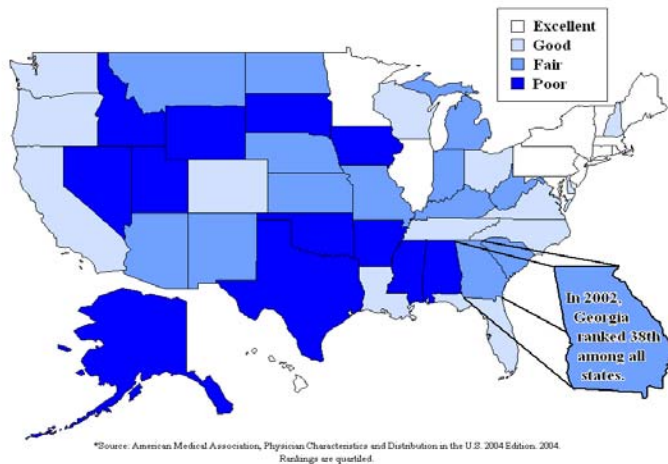 Excellent
Good
Fair
Poor
In 2002,
Georgia
ranked 38th
among all
states.
*Source: American Medical Association, Physician Characteristics and Distribution in the U.S. 2004 Edition. 2004.
Rankings are quartiled.